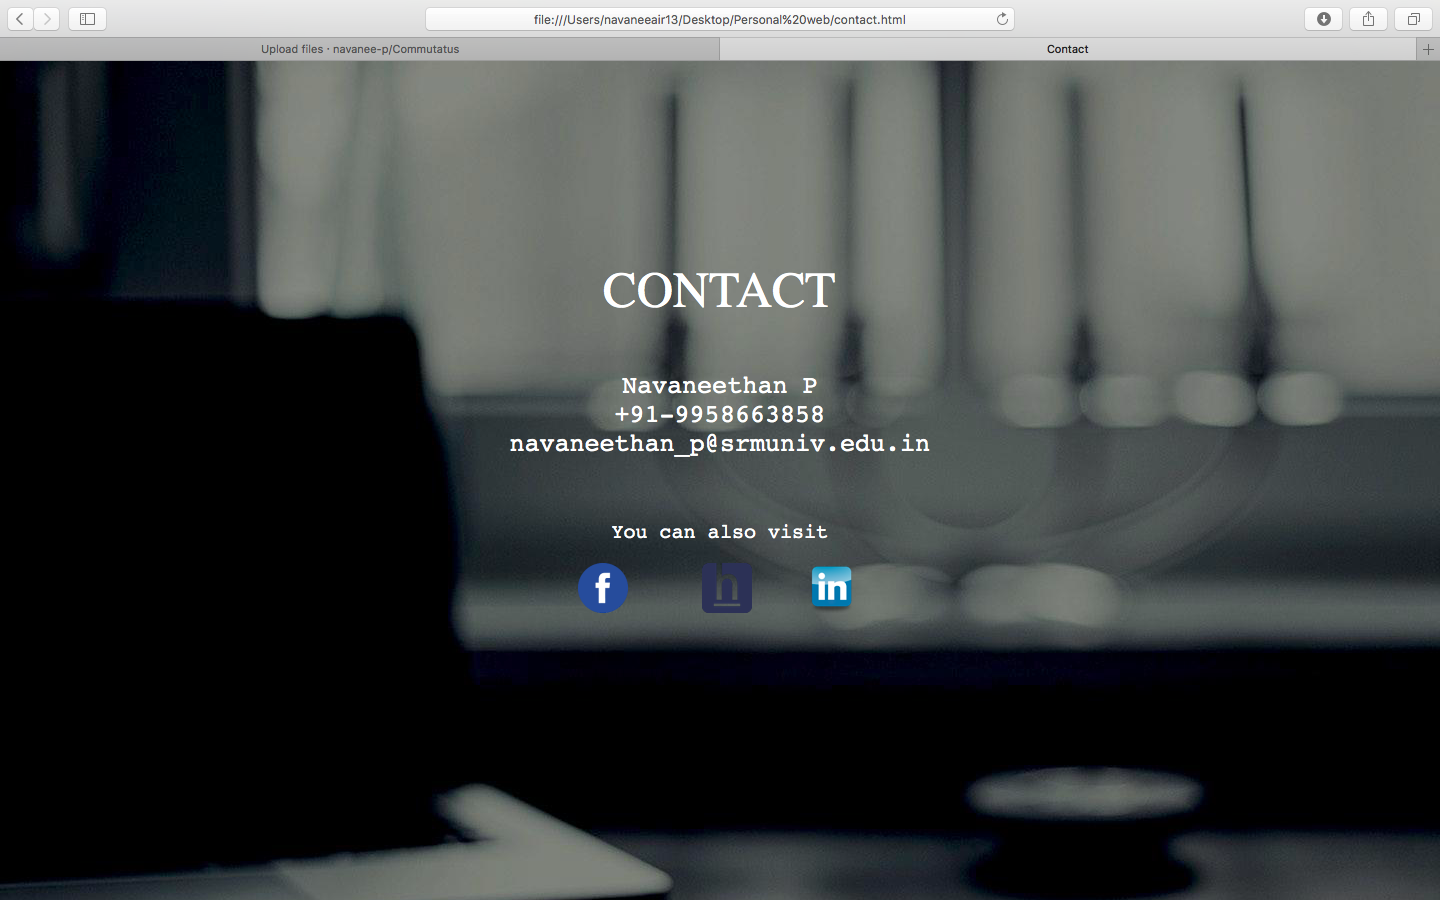 file:///Users/navaneeair13/Desktop/Personal%20web/contact.html
Upload files · navanee-p/Commutatus
Contact
CONTACT
Navaneethan P
+91-9958663858
navaneethan_p@srmuniv.edu.in
You can also visit
f h in